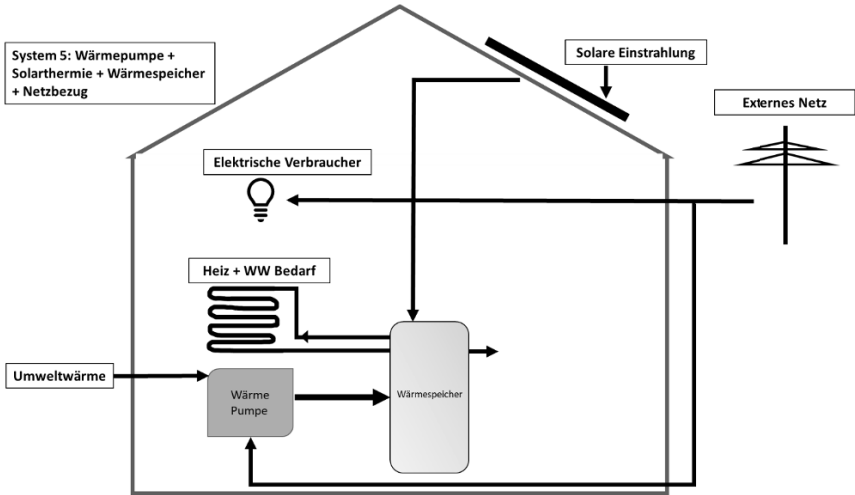 System 5: Wärmepumpe +
Solarthermie + Wärmespeicher
+ Netzbezug
Solare Einstrahlung
Externes Netz
Elektrische Verbraucher
Heiz + WW Bedarf
Umweltwärme
Wärme
Pumpe
Wärmespeicher